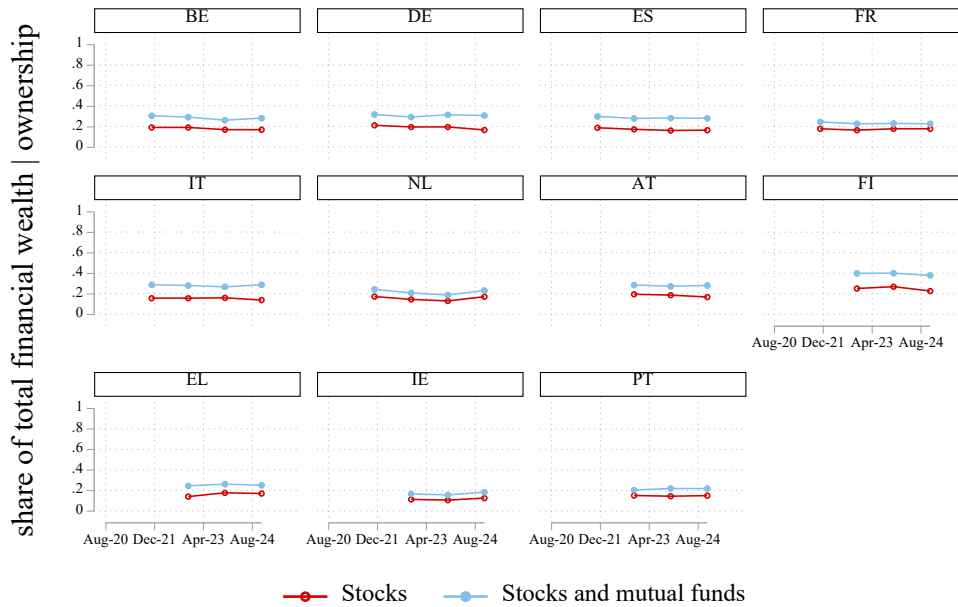 share of total financial wealth | ownership
BE DE ES FR
1
.8
.6
.4
.2
0
IT NL AT FI
1
.8
.6
.4
.2
0
Aug-20 Dec-21 Apr-23 Aug-24
EL IE PT
1
.8
.6
.4
.2
0
Aug-20 Dec-21 Apr-23 Aug-24 Aug-20 Dec-21 Apr-23 Aug-24 Aug-20 Dec-21 Apr-23 Aug-24
Stocks Stocks and mutual funds